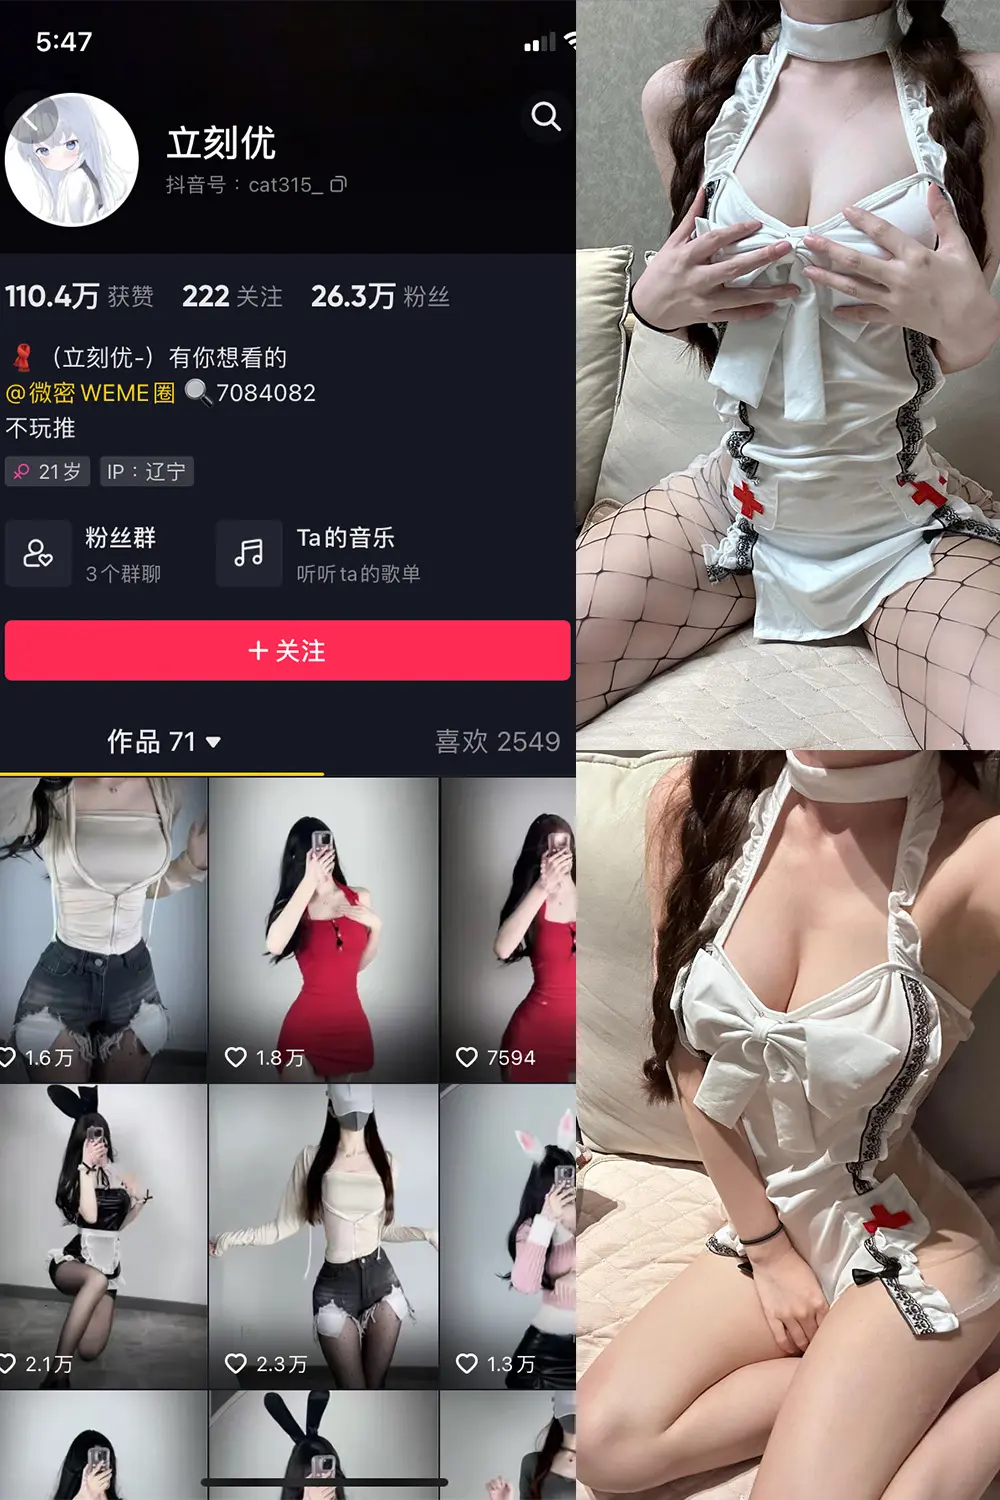 5:47
立刻优
抖音号：cat315_
110.4万 获赞 222 关注 26.3万 粉丝
（立刻优-）有你想看的
@微密 WEME圈 7084082
不玩推
21岁 IP：辽宁
粉丝群 Ta的音乐
3个群聊 听听ta的歌单
+ 关注
作品 71 喜欢 2549
1.6万 1.8万 7594
2.1万 2.3万 1.3万